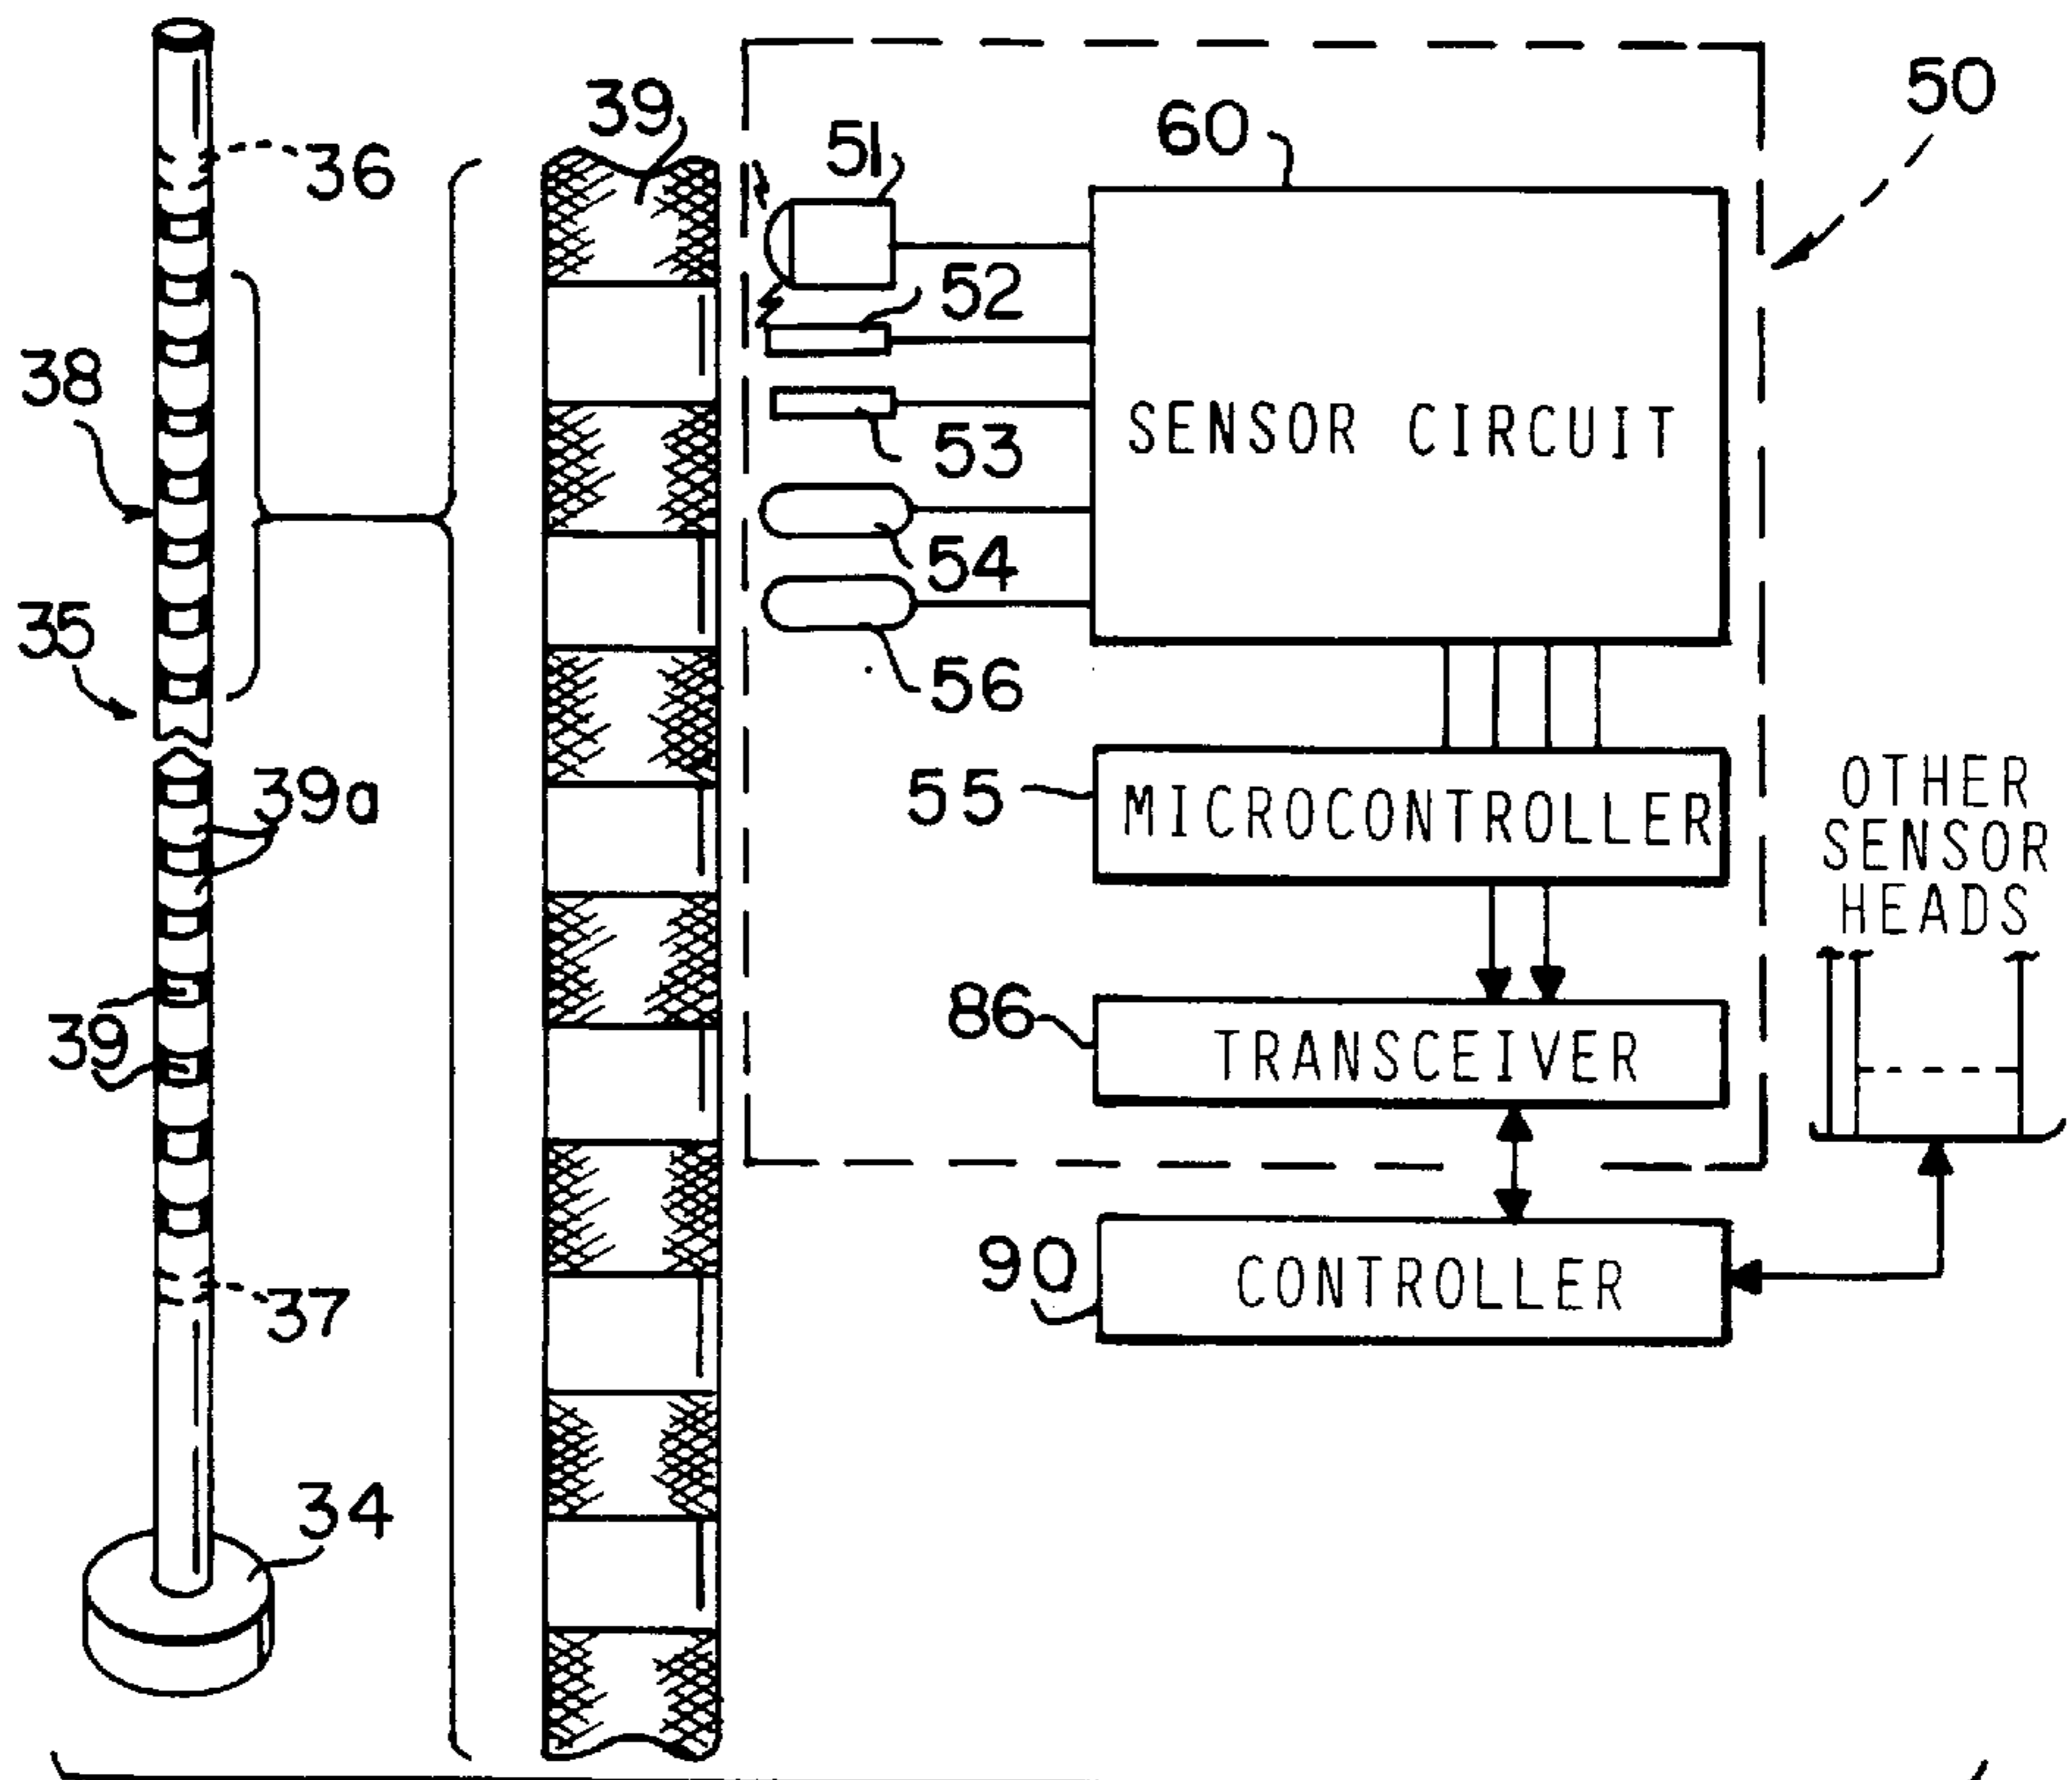 50
39
60
51
36
52
38
SENSOR CIRCUIT
53
54
35
56
OTHER
SENSOR
HEADS
55
MICROCONTROLLER
39a
86
39
TRANSCEIVER
90
CONTROLLER
37
34